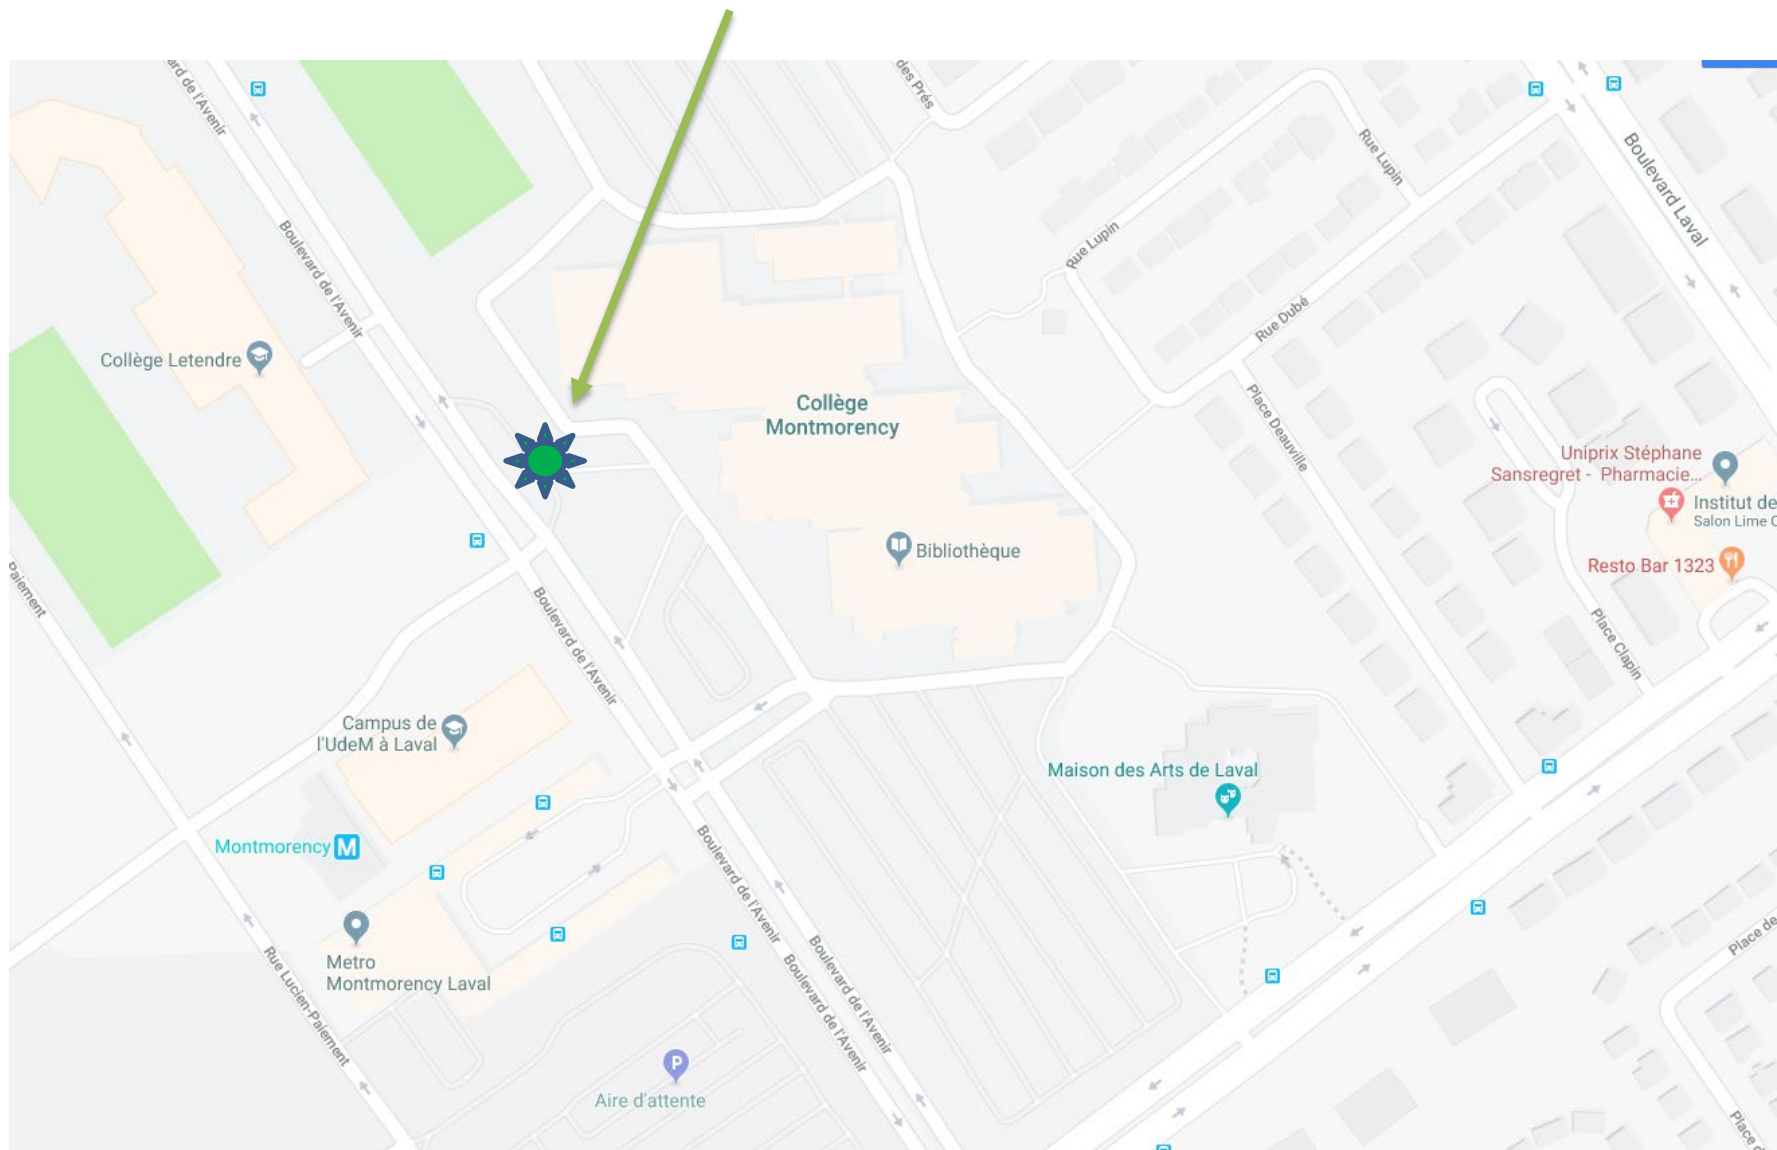 ard de l'Avenir
des Prés
Rue Lupin
Boulevard Laval
Boulevard de l'Avenir
Rue Lupin
Rue Dubé
Collège Letendre
Collège
Montmorency
Place Deauville
Uniprix Stéphane
Sansregret - Pharmacie...
Institut de
Salon Lime C
Bibliothèque
Resto Bar 1323
Paiement
Boulevard de l'Avenir
Place Clapin
Campus de
l'UdeM à Laval
Maison des Arts de Laval
Montmorency M
Boulevard de l'Avenir
Place de
Metro
Montmorency Laval
Rue Lucien-Paiement
Boulevard de l'Avenir
Boulevard de l'Avenir
P
Aire d'attente
Place d